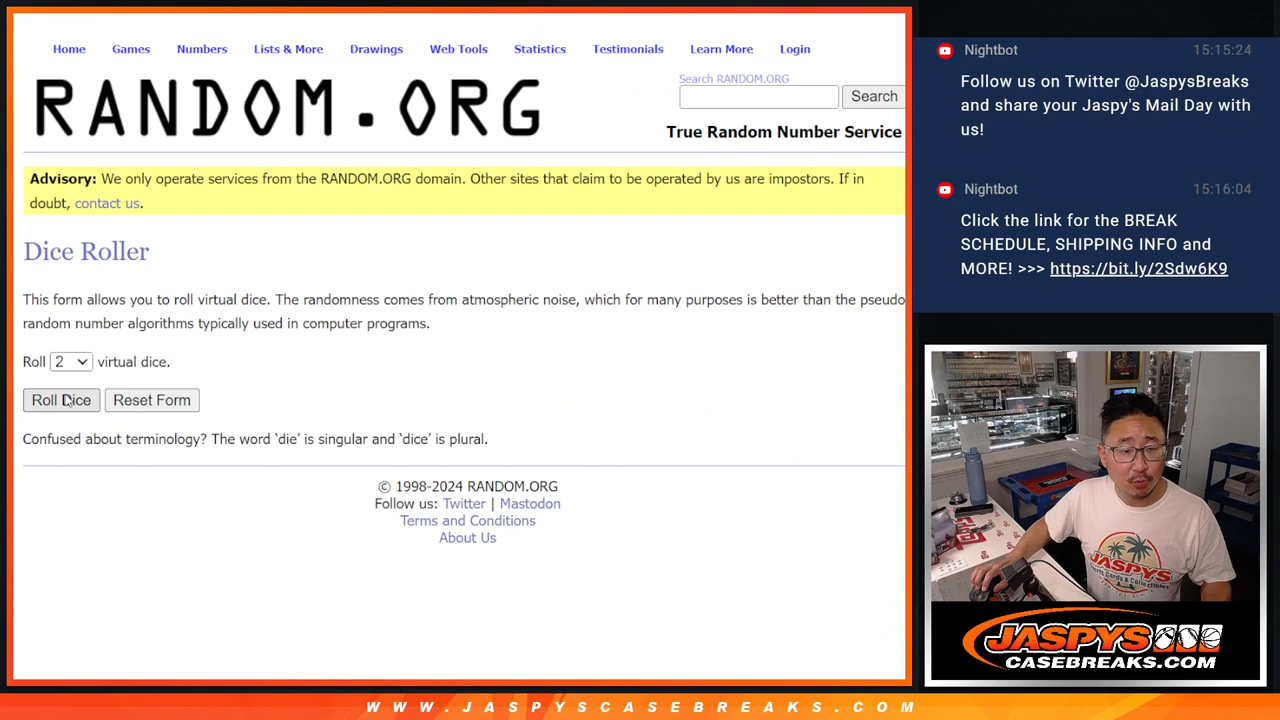 Home Games Numbers Lists & More Drawings Web Tools Statistics Testimonials Learn More Login
RANDOM.ORG
Search RANDOM.ORG
Search
True Random Number Service
Advisory: We only operate services from the RANDOM.ORG domain. Other sites that claim to be operated by us are impostors. If in
doubt, contact us.
Dice Roller
This form allows you to roll virtual dice. The randomness comes from atmospheric noise, which for many purposes is better than the pseudo
random number algorithms typically used in computer programs.
Roll 2 virtual dice.
Roll Dice Reset Form
Confused about terminology? The word ‘die’ is singular and ‘dice’ is plural.
© 1998-2024 RANDOM.ORG
Follow us: Twitter | Mastodon
Terms and Conditions
About Us
Nightbot 15:15:24
Follow us on Twitter @JaspysBreaks
and share your Jaspy's Mail Day with
us!
Nightbot 15:16:04
Click the link for the BREAK
SCHEDULE, SHIPPING INFO and
MORE! >>> https://bit.ly/2Sdw6K9
JASPYS
JASPYS
CASEBREAKS.COM
WWW.JASPYSCASEBREAKS.COM